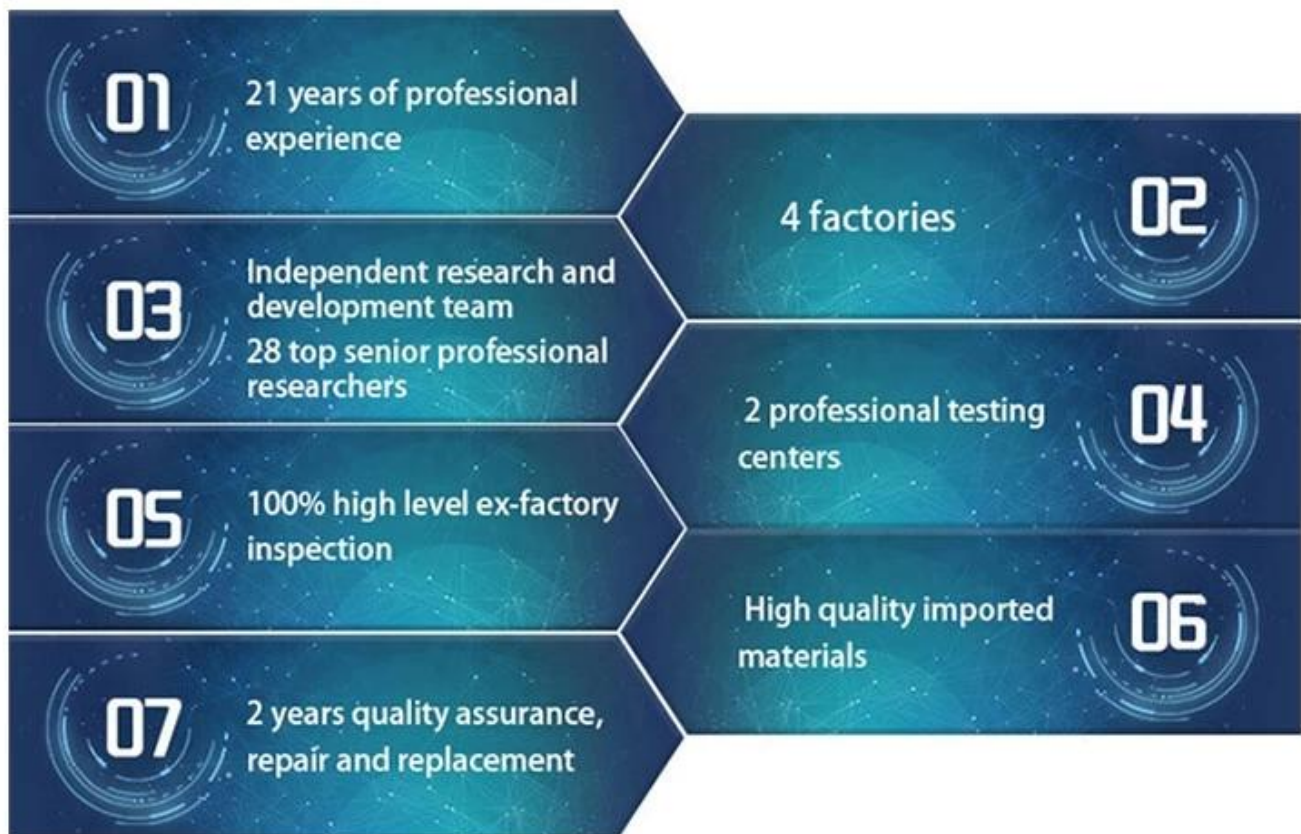 01
21 years of professional
experience
02
4 factories
03
Independent research and
development team
28 top senior professional
researchers
04
2 professional testing
centers
05
100% high level ex-factory
inspection
06
High quality imported
materials
07
2 years quality assurance,
repair and replacement